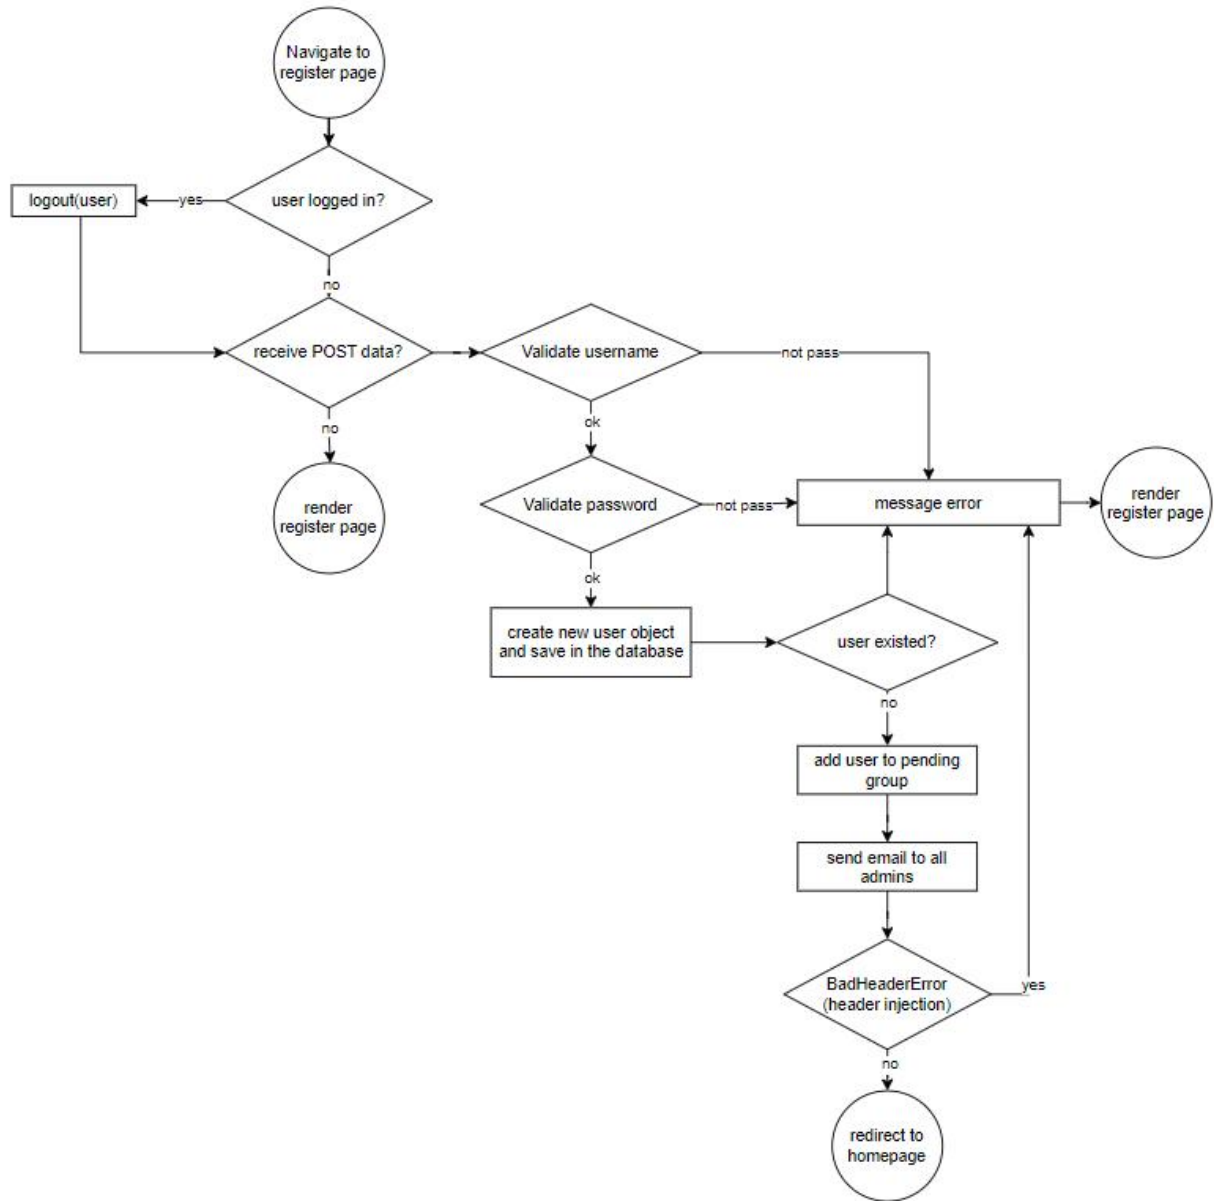 Navigate to
register page
logout(user)
yes
user logged in?
no
receive POST data?
Validate username
not pass
no
ok
render
register page
Validate password
not pass
message error
render
register page
ok
create new user object
and save in the database
user existed?
no
add user to pending
group
send email to all
admins
BadHeaderError
(header injection)
yes
no
redirect to
homepage